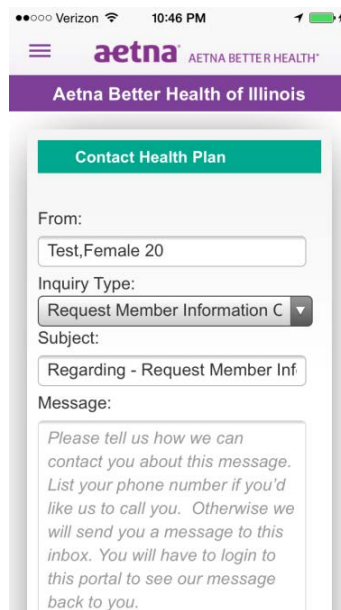 Verizon 10:46 PM
aetna AETNA BETTER HEALTH
Aetna Better Health of Illinois
Contact Health Plan
From:
Test,Female 20
Inquiry Type:
Request Member Information C
Subject:
Regarding - Request Member Inf
Message:
Please tell us how we can
contact you about this message.
List your phone number if you'd
like us to call you. Otherwise we
will send you a message to this
inbox. You will have to login to
this portal to see our message
back to you.